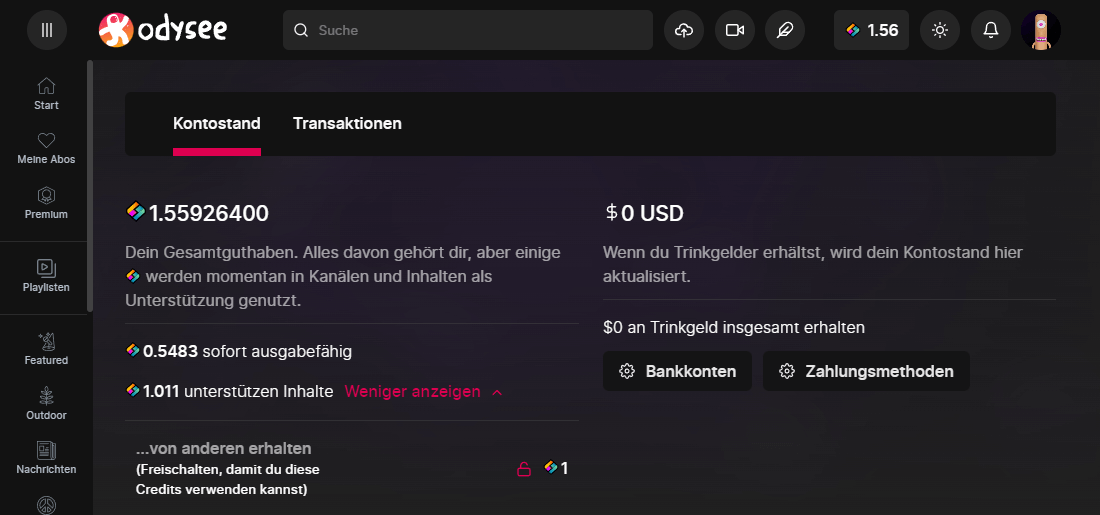 odysee
Suche
1.56
Start
Meine Abos
Premium
Playlisten
Featured
Outdoor
Nachrichten
Kontostand
Transaktionen
1.55926400
Dein Gesamtguthaben. Alles davon gehört dir, aber einige
werden momentan in Kanälen und Inhalten als
Unterstützung genutzt.
0.5483 sofort ausgabefähig
1.011 unterstützen Inhalte Weniger anzeigen
...von anderen erhalten
(Freischalten, damit du diese
Credits verwenden kannst)
1
$0 USD
Wenn du Trinkgelder erhältst, wird dein Kontostand hier
aktualisiert.
$0 an Trinkgeld insgesamt erhalten
Bankkonten
Zahlungsmethoden